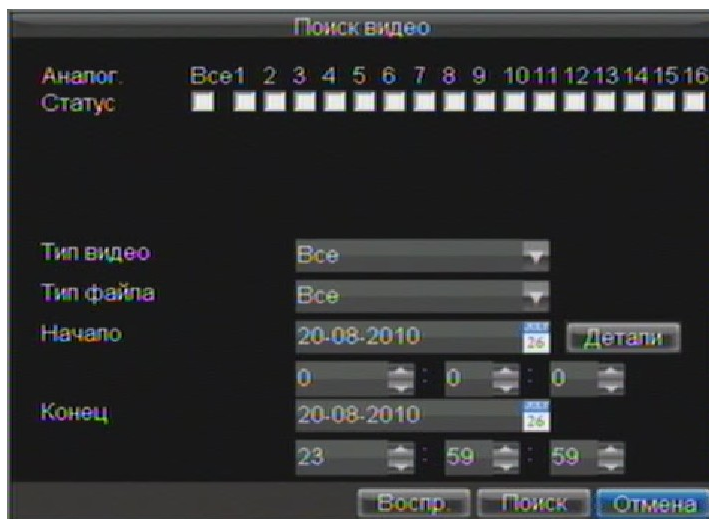 Поиск видео
Аналог. Все 1 2 3 4 5 6 7 8 9 10 11 12 13 14 15 16
Статус
Тип видео Все
Тип файла Все
Начало 20-08-2010 26 Детали
0 : 0 : 0
Конец 20-08-2010 26
23 : 59 : 59
Воспр. Поиск Отмена